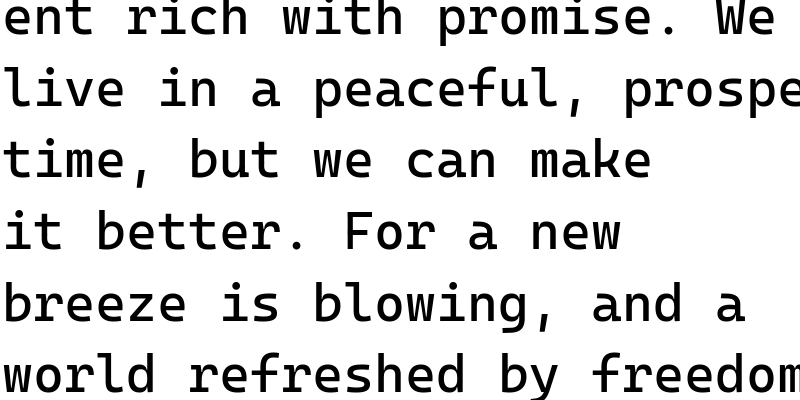 ent rich with promise. We
live in a peaceful, prospe
time, but we can make
it better. For a new
breeze is blowing, and a
world refreshed by freedom